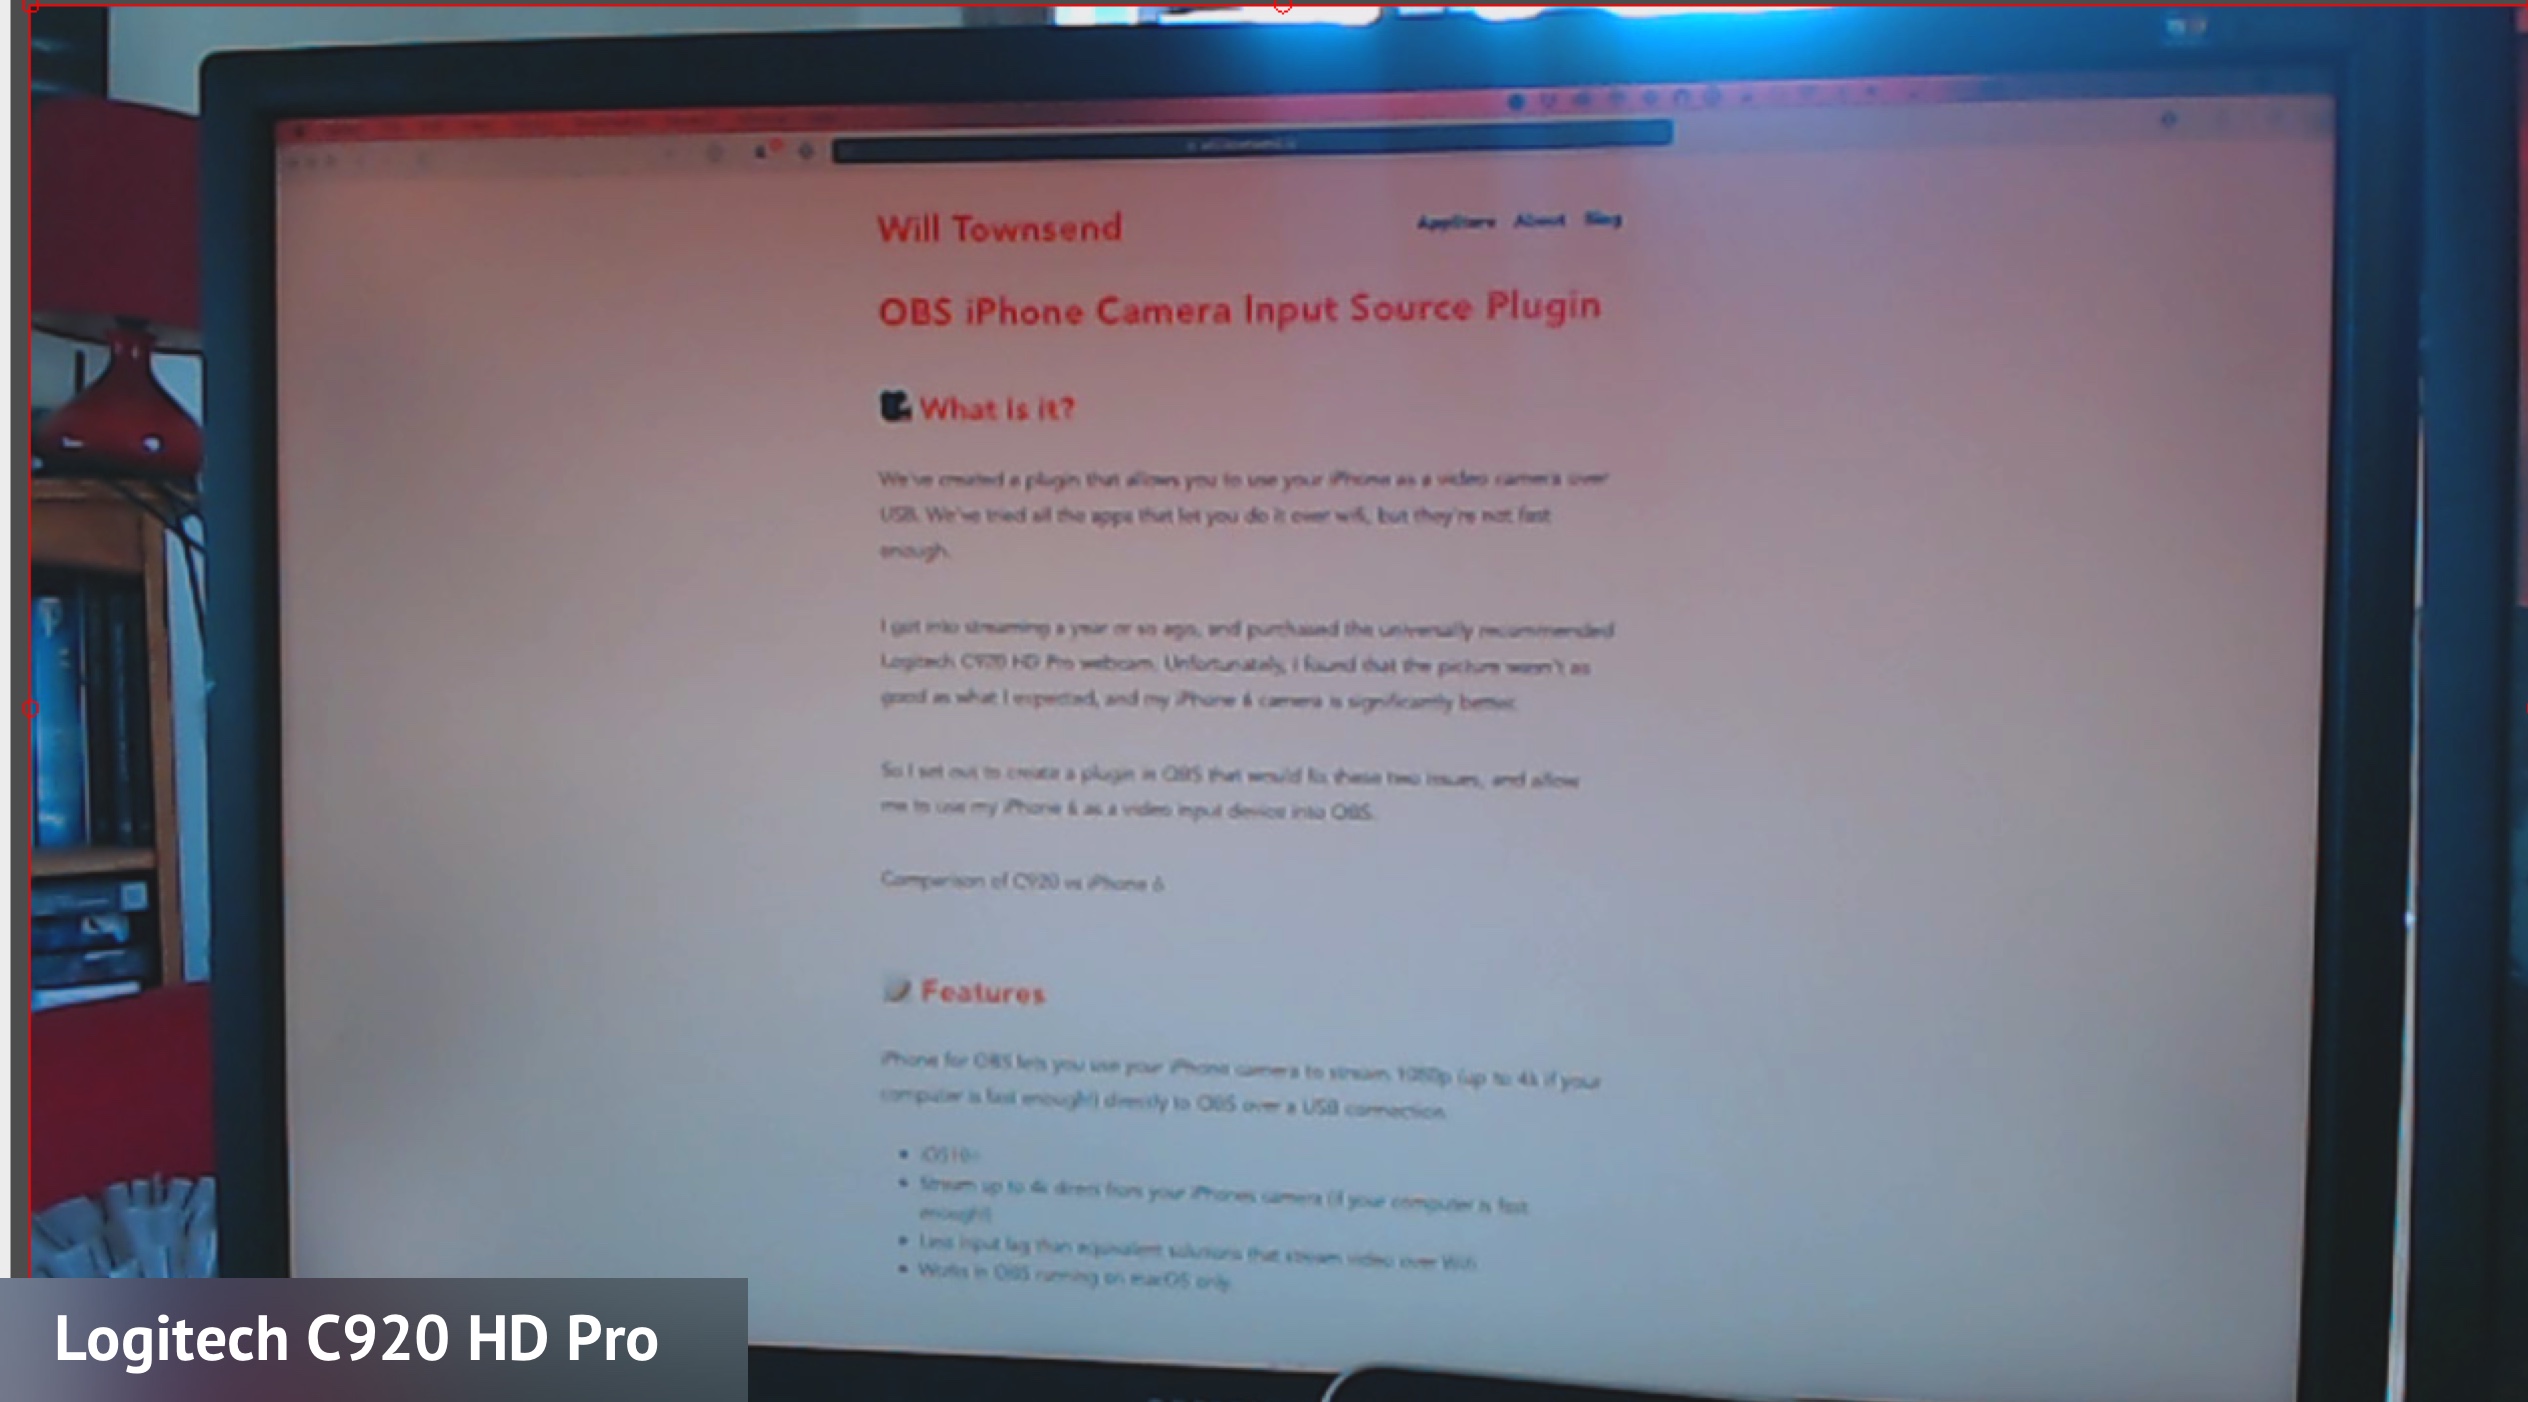 Will Townsend
AppStore About Blog
OBS iPhone Camera Input Source Plugin
What is it?
We've created a plugin that allows you to use your iPhone as a video camera over
USB. We've tried all the apps that let you do it over wifi, but they're not fast
enough.
I got into streaming a year or so ago, and purchased the universally recommended
Logitech C920 HD Pro webcam. Unfortunately, I found that the picture wasn't as
good as what I expected, and my iPhone 6 camera is significantly better.
So I set out to create a plugin in OBS that would fix these two issues, and allow
me to use my iPhone 6 as a video input device into OBS.
Comparison of C920 vs iPhone 6
Features
iPhone for OBS lets you use your iPhone camera to stream 1080p (up to 4k if your
computer is fast enough!) directly to OBS over a USB connection.
Stream up to 4k direct from your iPhones camera (if your computer is fast
enough!)
Less input lag than equivalent solutions that stream video over Wifi
Works in OBS running on macOS only.
Logitech C920 HD Pro